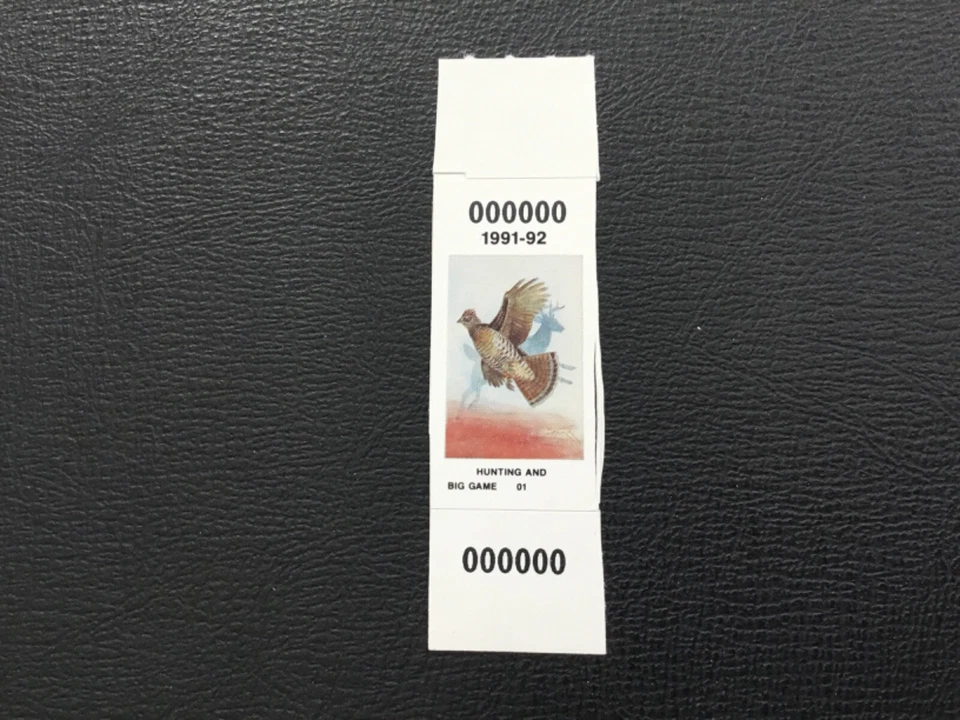 000000
1991-92
HUNTING AND
BIG GAME 01
000000